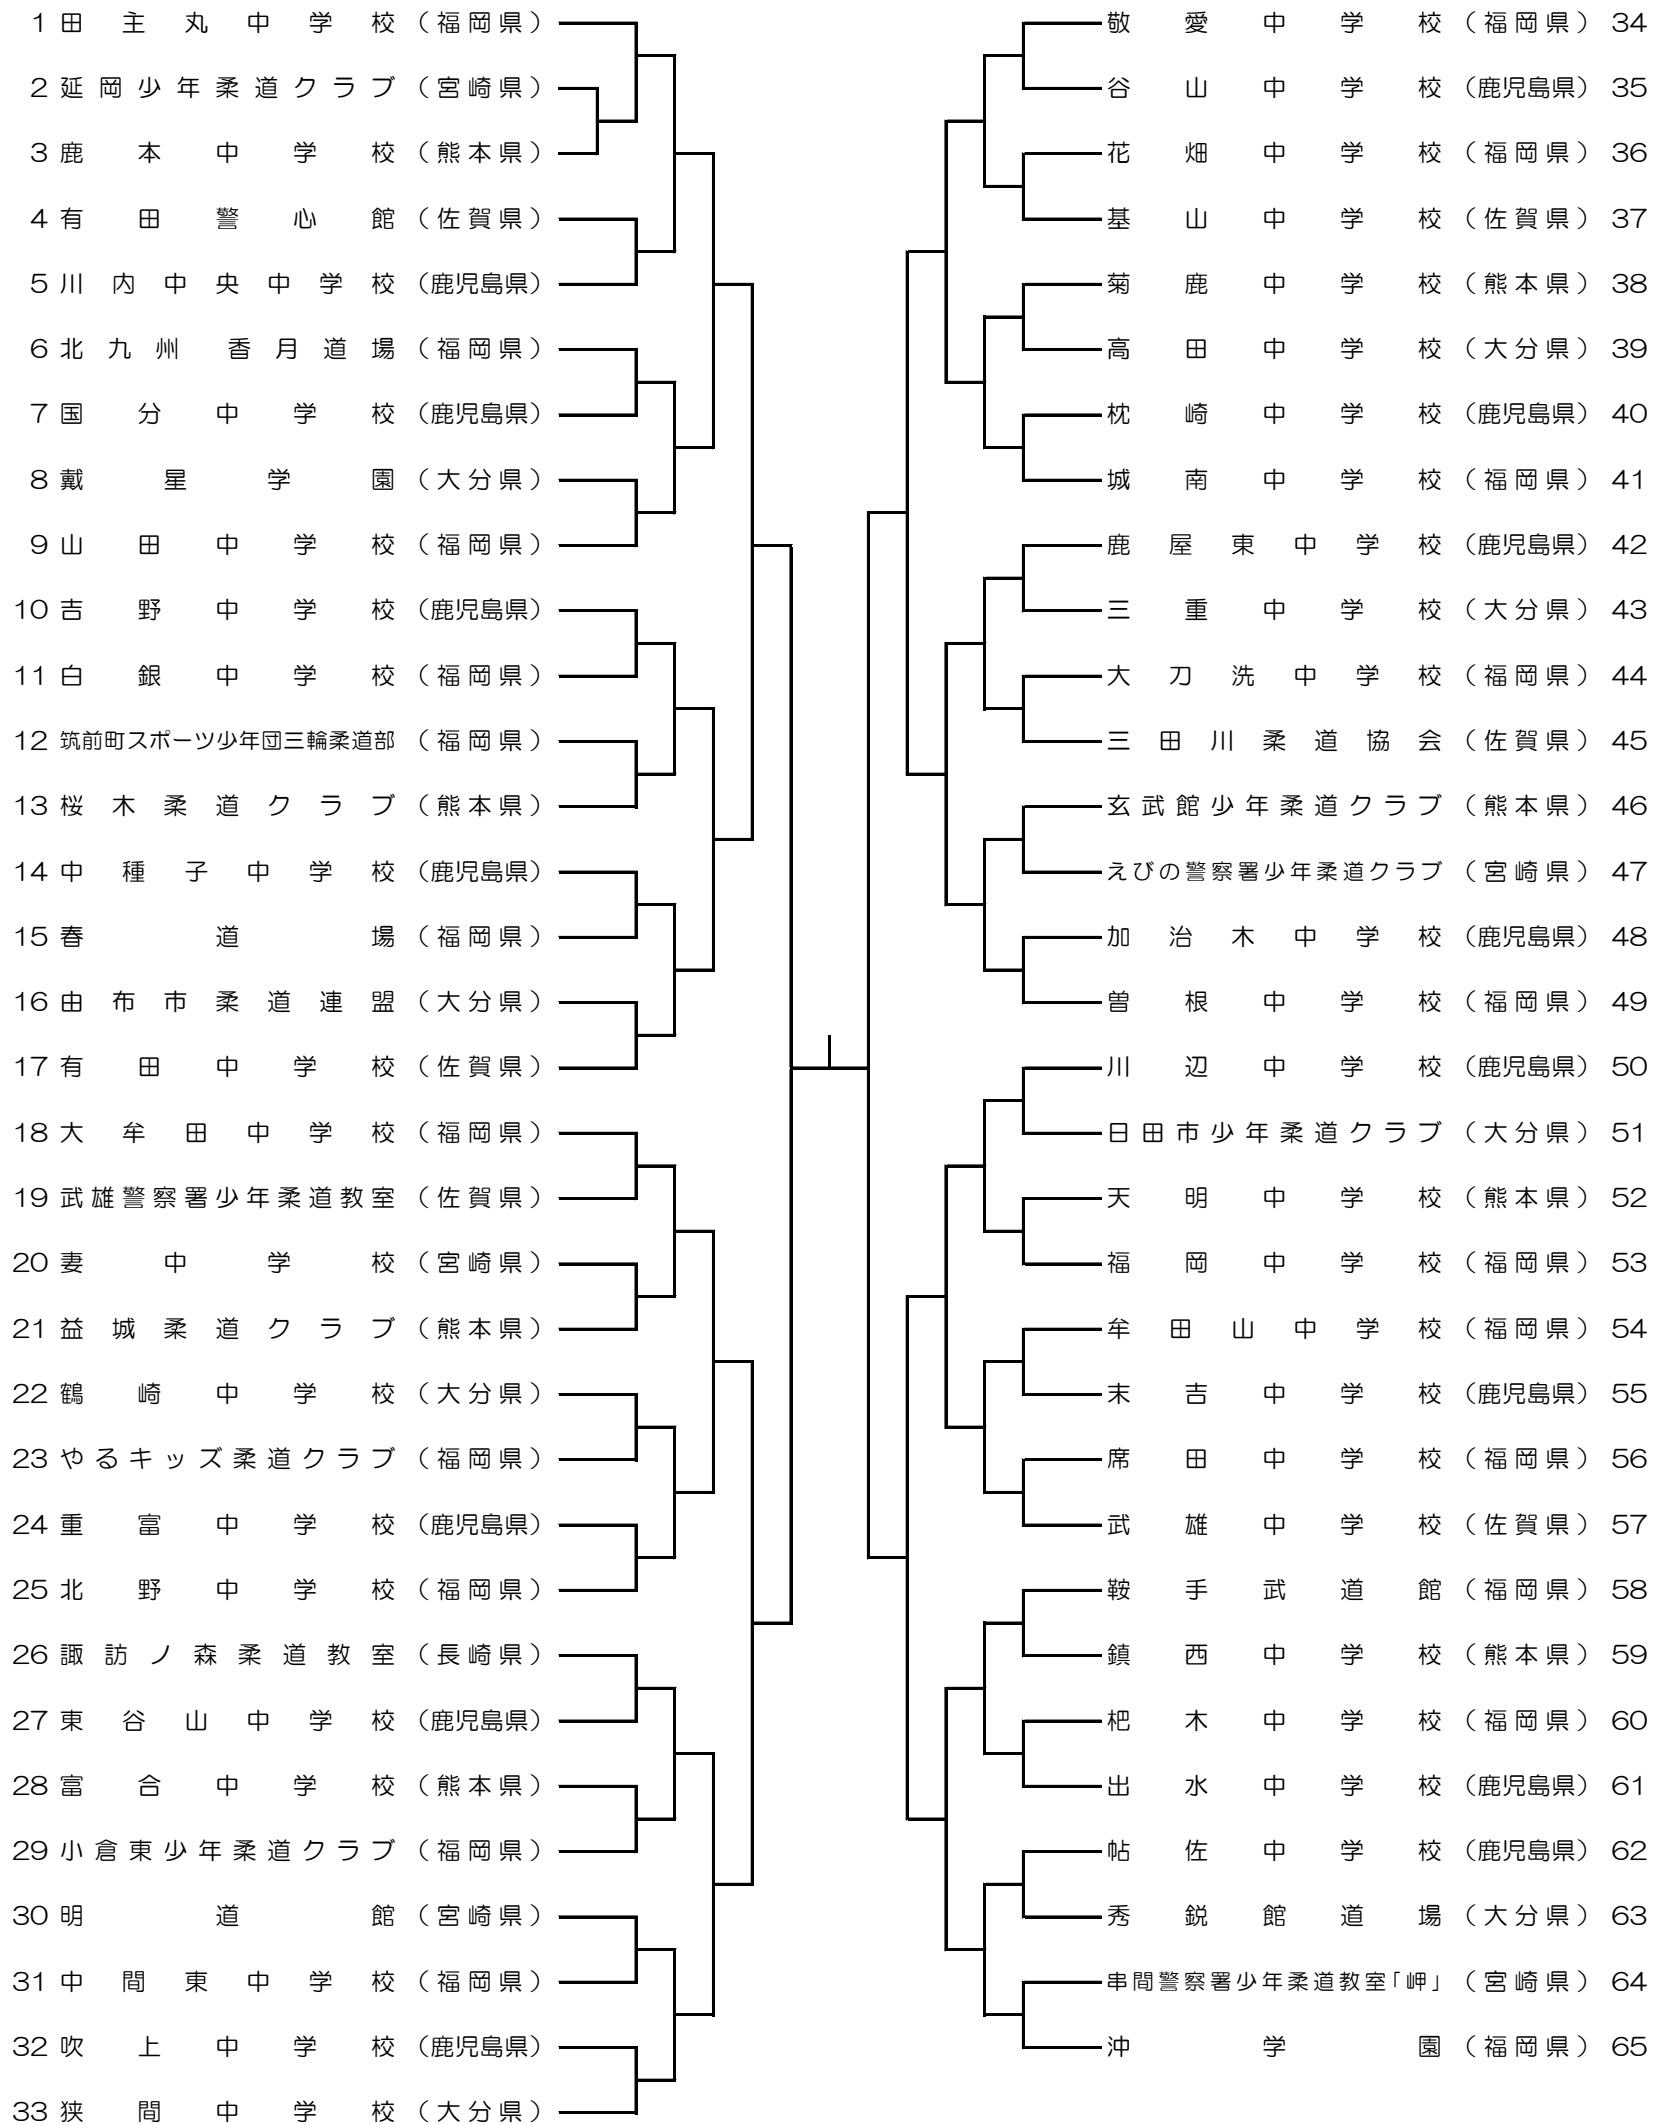 1 田主丸中学校（福岡県）
2 延岡少年柔道クラブ（宮崎県）
3 鹿本中学校（熊本県）
4 有田警心館（佐賀県）
5 川内中央中学校（鹿児島県）
6 北九州 香月道場（福岡県）
7 国分中学校（鹿児島県）
8 戴星学園（大分県）
9 山田中学校（福岡県）
10 吉野中学校（鹿児島県）
11 白銀中学校（福岡県）
12 筑前町スポーツ少年団三輪柔道部（福岡県）
13 桜木柔道クラブ（熊本県）
14 中種子中学校（鹿児島県）
15 春道場（福岡県）
16 由布市柔道連盟（大分県）
17 有田中学校（佐賀県）
18 大牟田中学校（福岡県）
19 武雄警察署少年柔道教室（佐賀県）
20 妻中学校（宮崎県）
21 益城柔道クラブ（熊本県）
22 鶴崎中学校（大分県）
23 やるキッズ柔道クラブ（福岡県）
24 重富中学校（鹿児島県）
25 北野中学校（福岡県）
26 諏訪ノ森柔道教室（長崎県）
27 東谷山中学校（鹿児島県）
28 富合中学校（熊本県）
29 小倉東少年柔道クラブ（福岡県）
30 明道館（宮崎県）
31 中間東中学校（福岡県）
32 吹上中学校（鹿児島県）
33 狭間中学校（大分県）
敬愛中学校（福岡県）34
谷山中学校（鹿児島県）35
花畑中学校（福岡県）36
基山中学校（佐賀県）37
菊鹿中学校（熊本県）38
高田中学校（大分県）39
枕崎中学校（鹿児島県）40
城南中学校（福岡県）41
鹿屋東中学校（鹿児島県）42
三重中学校（大分県）43
大刀洗中学校（福岡県）44
三田川柔道協会（佐賀県）45
玄武館少年柔道クラブ（熊本県）46
えびの警察署少年柔道クラブ（宮崎県）47
加治木中学校（鹿児島県）48
曽根中学校（福岡県）49
川辺中学校（鹿児島県）50
日田市少年柔道クラブ（大分県）51
天明中学校（熊本県）52
福岡中学校（福岡県）53
牟田山中学校（福岡県）54
末吉中学校（鹿児島県）55
席田中学校（福岡県）56
武雄中学校（佐賀県）57
鞍手武道館（福岡県）58
鎮西中学校（熊本県）59
杷木中学校（福岡県）60
出水中学校（鹿児島県）61
帖佐中学校（鹿児島県）62
秀鋭館道場（大分県）63
串間警察署少年柔道教室「岬」（宮崎県）64
沖学園（福岡県）65